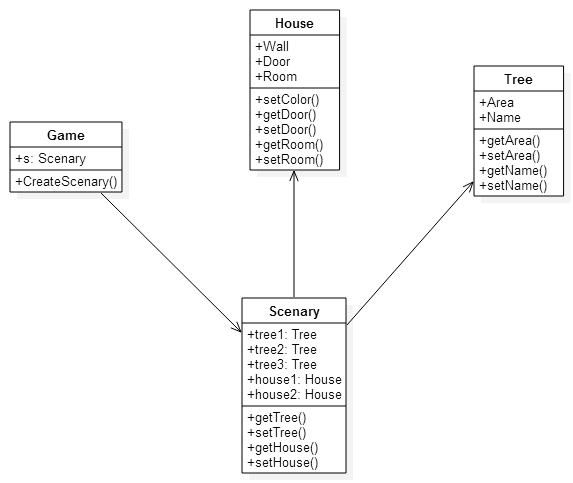 House
+Wall
+Door
+Room
+setColor()
+getDoor()
+setDoor()
+getRoom()
+setRoom()
Tree
+Area
+Name
+getArea()
+setArea()
+getName()
+setName()
Game
+s: Scenary
+CreateScenary()
Scenary
+tree1: Tree
+tree2: Tree
+tree3: Tree
+house1: House
+house2: House
+getTree()
+setTree()
+getHouse()
+setHouse()